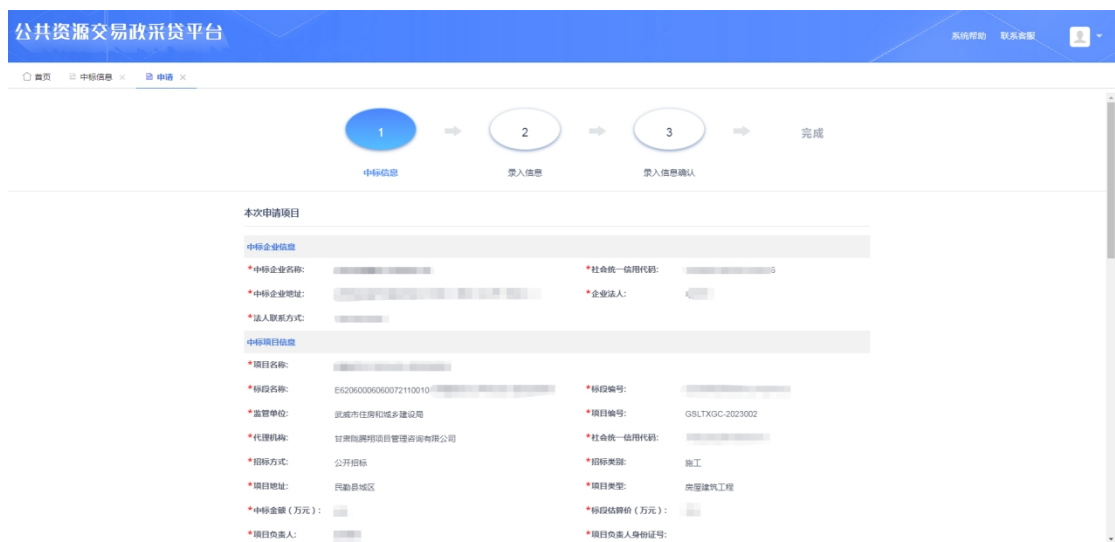 公共资源交易政采贷平台
系统帮助 联系客服
首页 中标信息 × 申请 ×
1 2 3 完成
中标信息 录入信息 录入信息确认
本次申请项目
中标企业信息
*中标企业名称: *社会统一信用代码: 6
*中标企业地址: *企业法人:
*法人联系方式:
中标项目信息
*项目名称:
*标段名称: E62060006060072110010 *标段编号:
*监管单位: 武威市住房和城乡建设局 *项目编号: GSLTXGC-2023002
*代理机构: 甘肃陇腾翔项目管理咨询有限公司 *社会统一信用代码:
*招标方式: 公开招标 *招标类别: 施工
*项目地址: 民勤县城区 *项目类型: 房屋建筑工程
*中标金额（万元）: *标段估算价（万元）:
*项目负责人: *项目负责人身份证号: